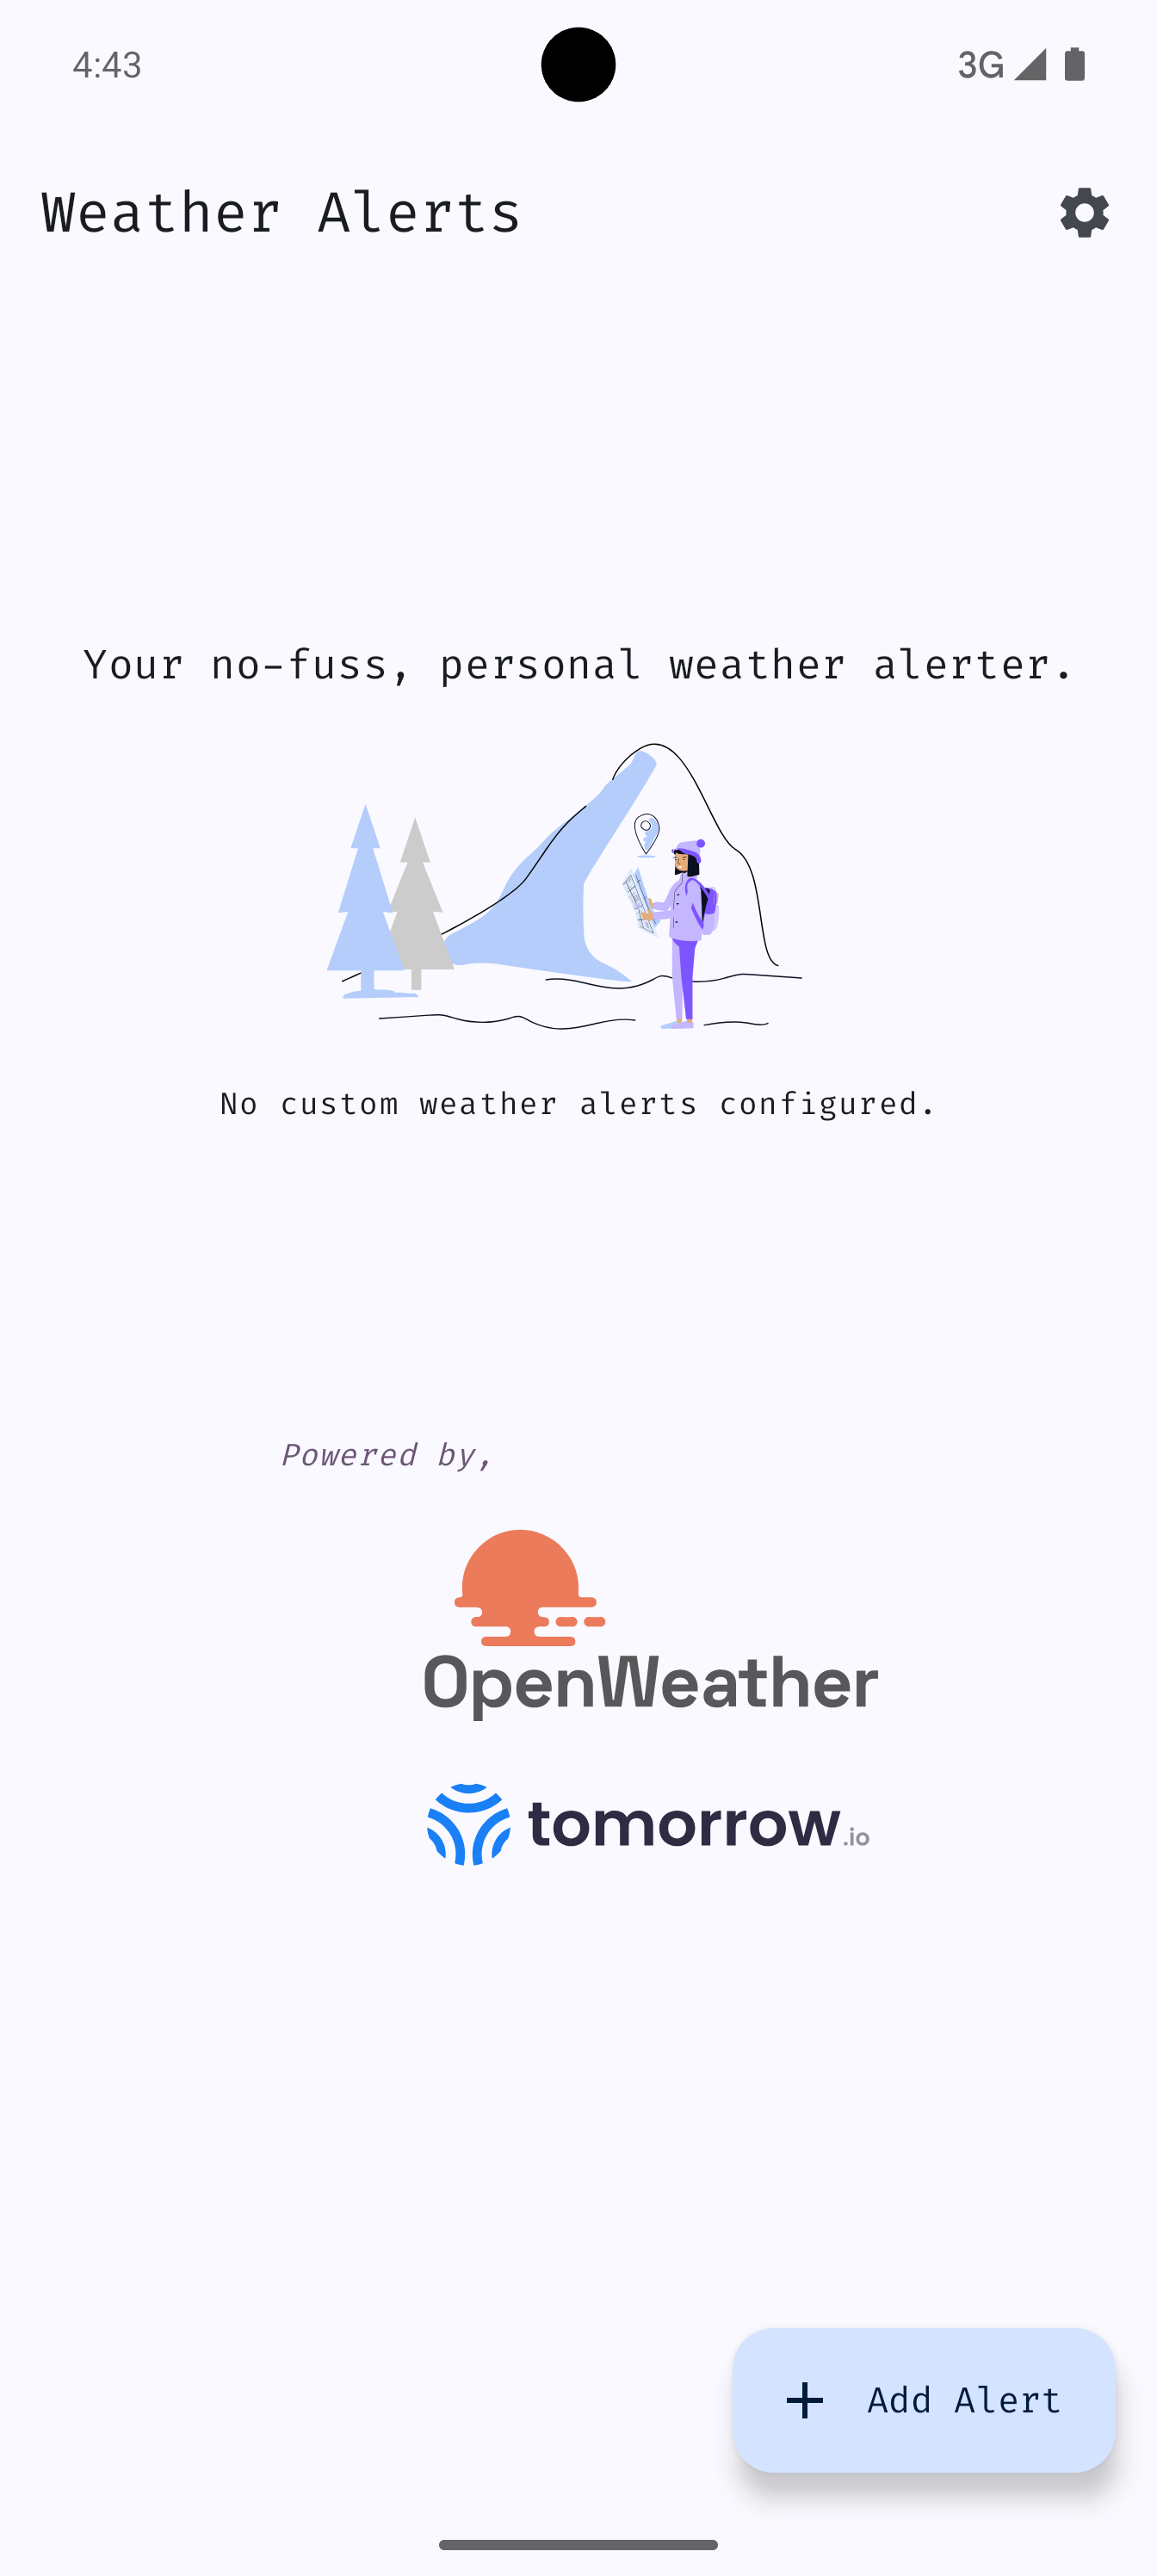 4:43
3G
Weather Alerts
Your no-fuss, personal weather alerter.
No custom weather alerts configured.
Powered by,
OpenWeather
tomorrow.io
Add Alert